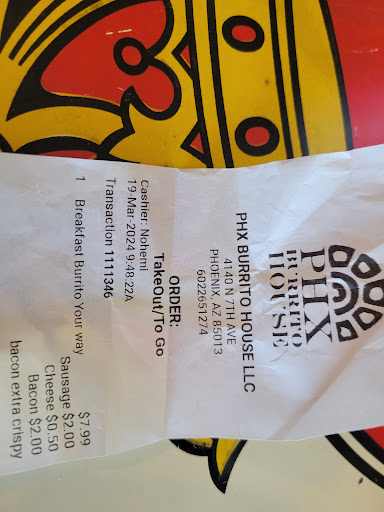 PHX
BURRITO
HOUSE
PHX BURRITO HOUSE LLC
4140 N 7TH AVE
PHOENIX, AZ 85013
6022651274
ORDER:
TakeOut/To Go
Cashier: Nohemi
19-Mar-2024 9:48:22A
Transaction 1111346
1 Breakfast Burrito Your way $7.99
Sausage $2.00
Cheese $0.50
Bacon $2.00
bacon extra crispy